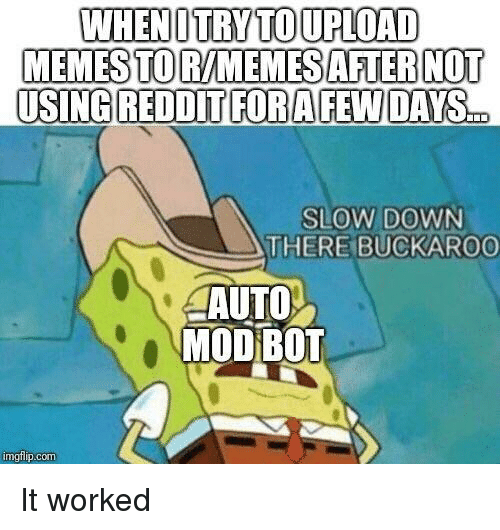 WHEN I TRY TO UPLOAD
MEMES TO R/MEMES AFTER NOT
USING REDDIT FOR A FEW DAYS...
SLOW DOWN
THERE BUCKAROO
AUTO
MOD BOT
imgflip.com
It worked